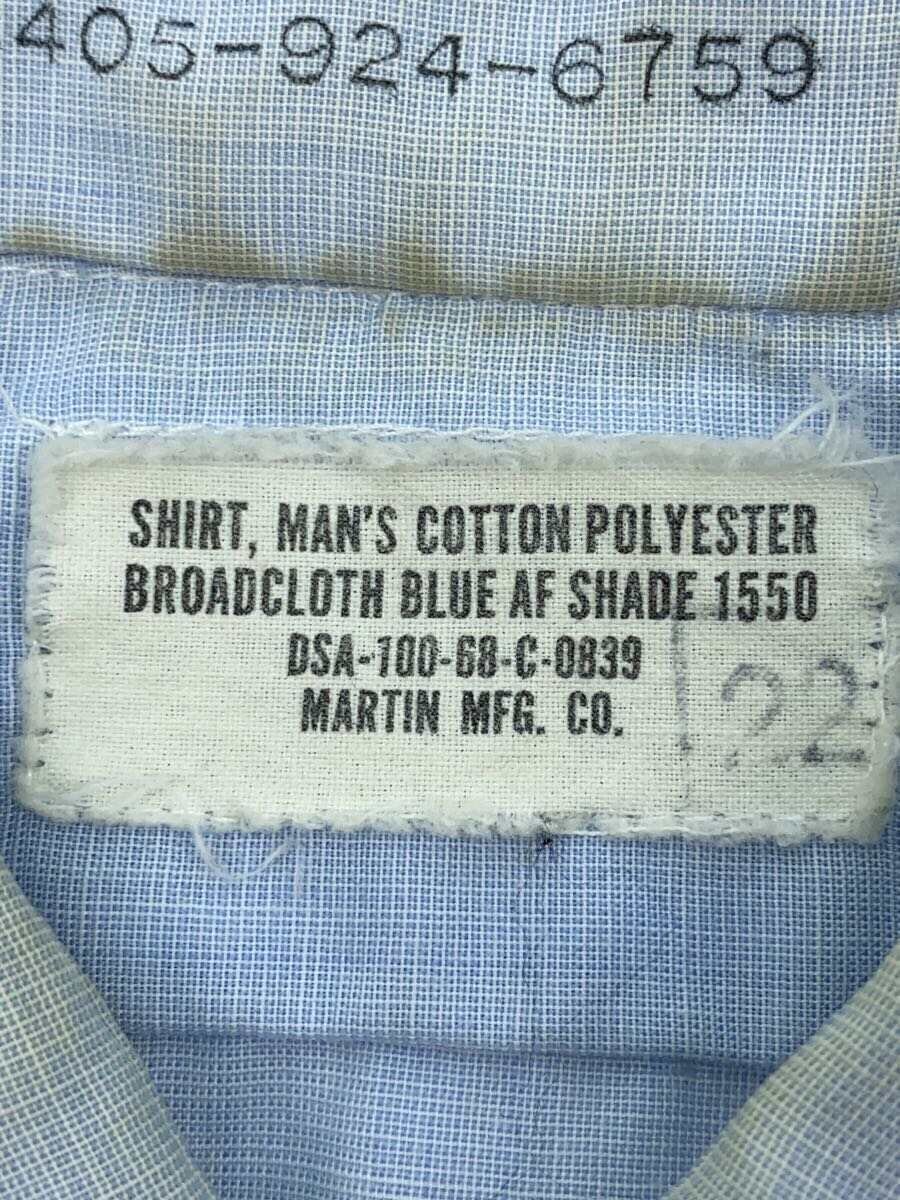 405-924-6759
SHIRT, MAN'S COTTON POLYESTER
BROADCLOTH BLUE AF SHADE 1550
DSA-100-68-C-0839
MARTIN MFG. CO.
22